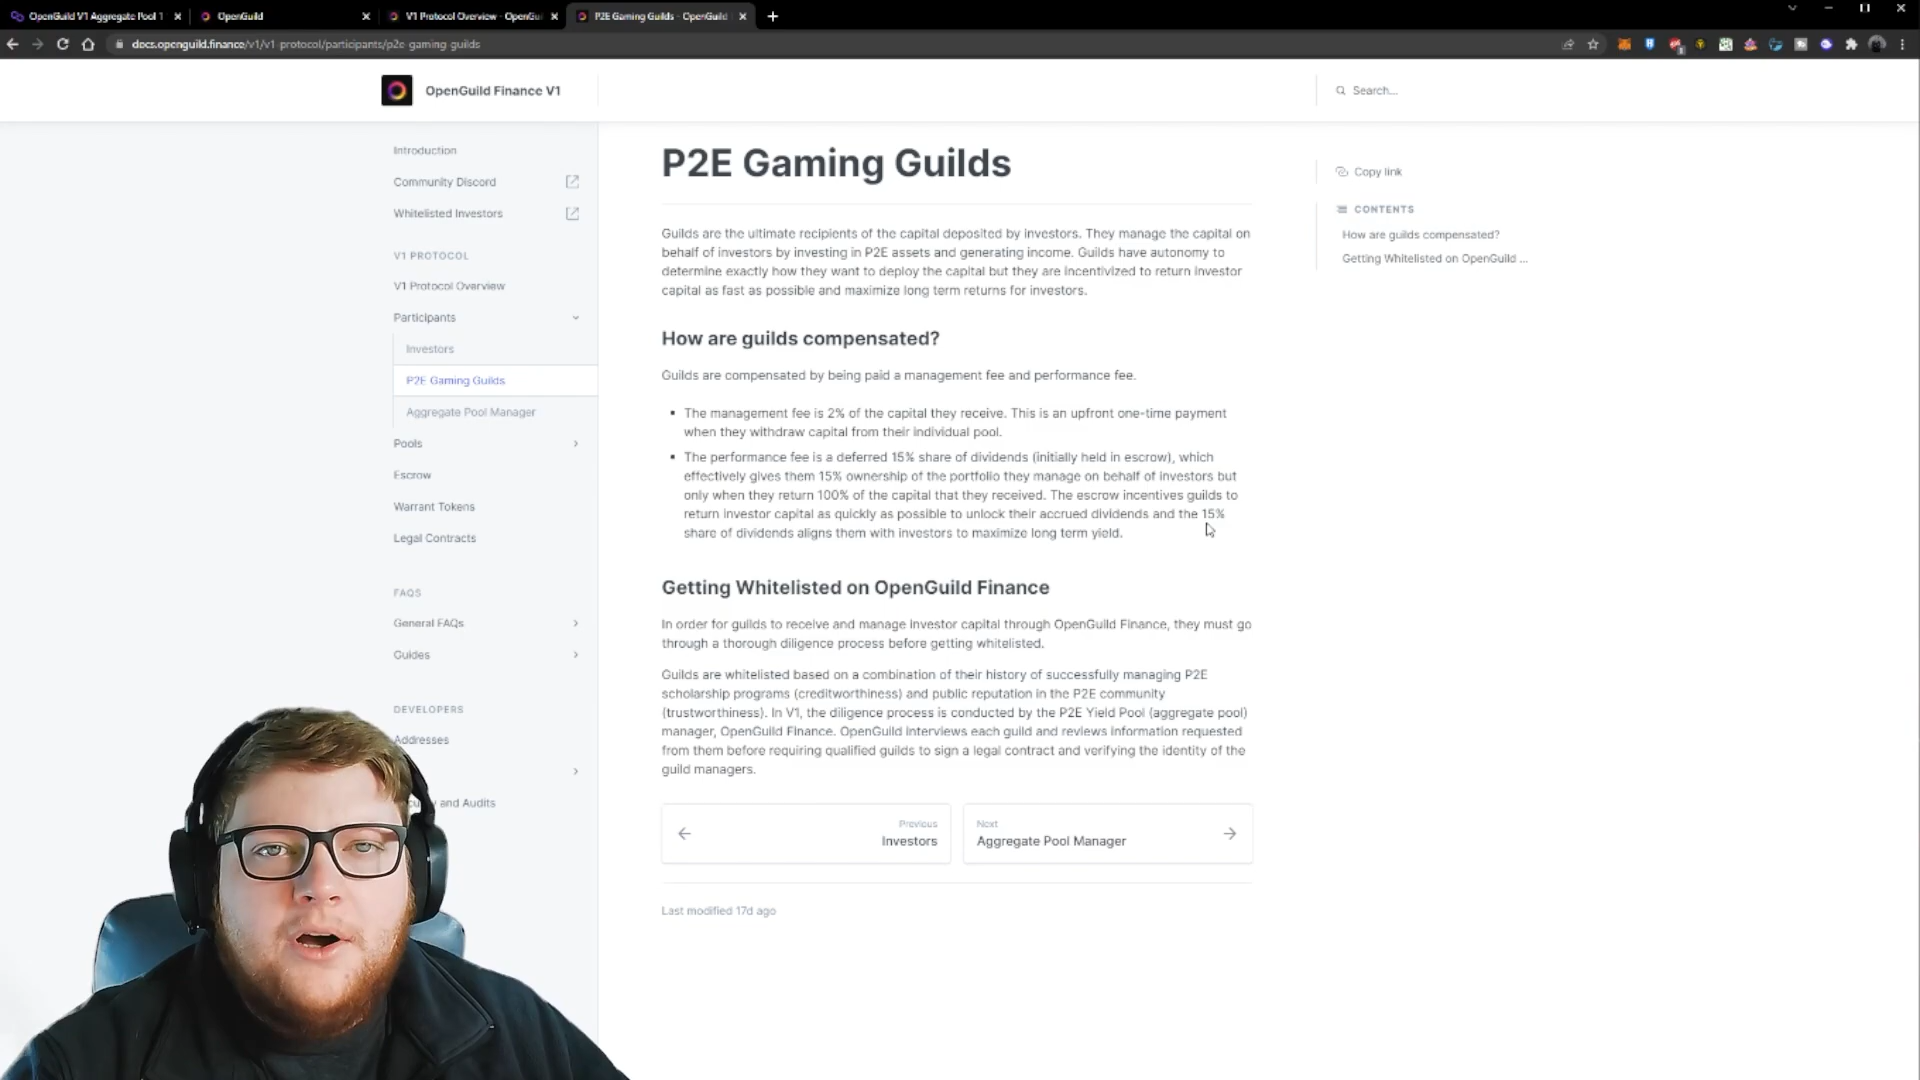 OpenGuild V1 Aggregate Pool 1
OpenGuild
V1 Protocol Overview - OpenGu
P2E Gaming Guilds - OpenGuild
docs.openguild.finance/v1/v1-protocol/participants/p2e-gaming-guilds
OpenGuild Finance V1
Search...
Introduction
Community Discord
Whitelisted Investors
V1 PROTOCOL
V1 Protocol Overview
Participants
Investors
P2E Gaming Guilds
Aggregate Pool Manager
Pools
Escrow
Warrant Tokens
Legal Contracts
FAQS
General FAQs
Guides
DEVELOPERS
Addresses
and Audits
P2E Gaming Guilds
Guilds are the ultimate recipients of the capital deposited by investors. They manage the capital on
behalf of investors by investing in P2E assets and generating income. Guilds have autonomy to
determine exactly how they want to deploy the capital but they are incentivized to return investor
capital as fast as possible and maximize long term returns for investors.
How are guilds compensated?
Guilds are compensated by being paid a management fee and performance fee.
• The management fee is 2% of the capital they receive. This is an upfront one-time payment
when they withdraw capital from their individual pool.
• The performance fee is a deferred 15% share of dividends (initially held in escrow), which
effectively gives them 15% ownership of the portfolio they manage on behalf of investors but
only when they return 100% of the capital that they received. The escrow incentives guilds to
return investor capital as quickly as possible to unlock their accrued dividends and the 15%
share of dividends aligns them with investors to maximize long term yield.
Getting Whitelisted on OpenGuild Finance
In order for guilds to receive and manage investor capital through OpenGuild Finance, they must go
through a thorough diligence process before getting whitelisted.
Guilds are whitelisted based on a combination of their history of successfully managing P2E
scholarship programs (creditworthiness) and public reputation in the P2E community
(trustworthiness). In V1, the diligence process is conducted by the P2E Yield Pool (aggregate pool)
manager, OpenGuild Finance. OpenGuild interviews each guild and reviews information requested
from them before requiring qualified guilds to sign a legal contract and verifying the identity of the
guild managers.
Previous
Investors
Next
Aggregate Pool Manager
Last modified 17d ago
Copy link
CONTENTS
How are guilds compensated?
Getting Whitelisted on OpenGuild ...